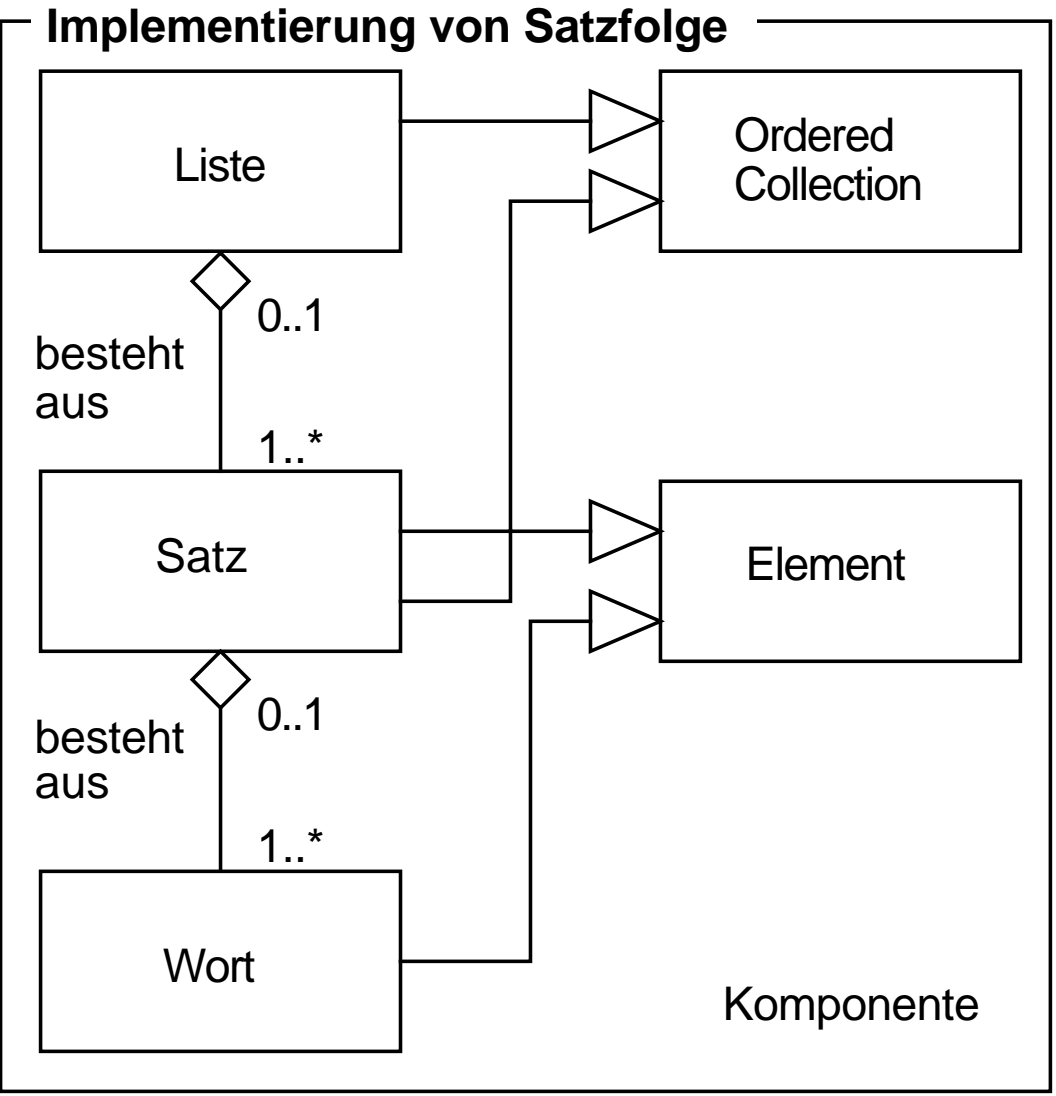 Implementierung von Satzfolge
Liste
Ordered
Collection
0..1
besteht
aus
1..*
Satz
Element
0..1
besteht
aus
1..*
Wort
Komponente